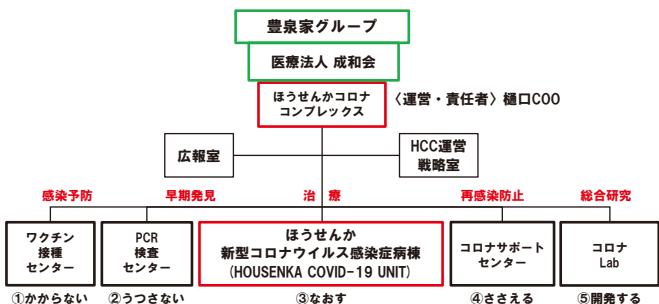 豊泉家グループ
医療法人 成和会
ほうせんかコロナ
コンプレックス
〈運営・責任者〉樋口COO
広報室
HCC運営
戦略室
感染予防
早期発見
治 療
再感染防止
総合研究
ワクチン
接種
センター
PCR
検査
センター
ほうせんか
新型コロナウイルス感染症病棟
(HOUSENKA COVID-19 UNIT)
コロナサポート
センター
コロナ
Lab
①かからない
②うつさない
③なおす
④ささえる
⑤開発する